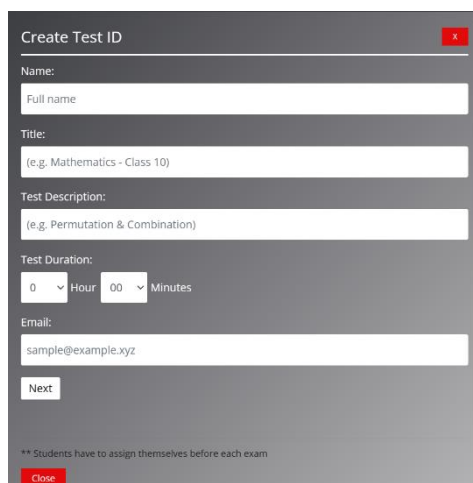 Create Test ID
x
Name:
Full name
Title:
(e.g. Mathematics - Class 10)
Test Description:
(e.g. Permutation & Combination)
Test Duration:
0 Hour 00 Minutes
Email:
sample@example.xyz
Next
** Students have to assign themselves before each exam
Close